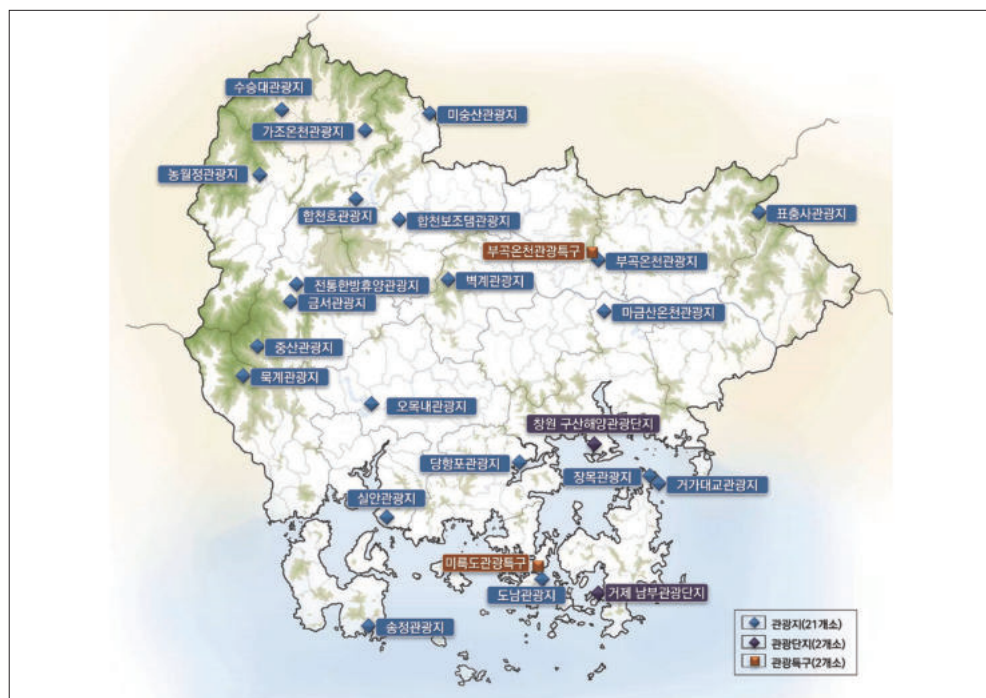 수승대관광지
미숭산관광지
가조온천관광지
농월정관광지
합천호관광지
합천보조댐관광지
표충사관광지
부곡온천관광특구
부곡온천관광지
전통한방휴양관광지
벽계관광지
금서관광지
마금산온천관광지
중산관광지
묵계관광지
오목내관광지
창원 구산해양관광단지
당항포관광지
장목관광지
거가대교관광지
실안관광지
미륵도관광특구
도남관광지
거제 남부관광단지
송정관광지
관광지(21개소)
관광단지(2개소)
관광특구(2개소)